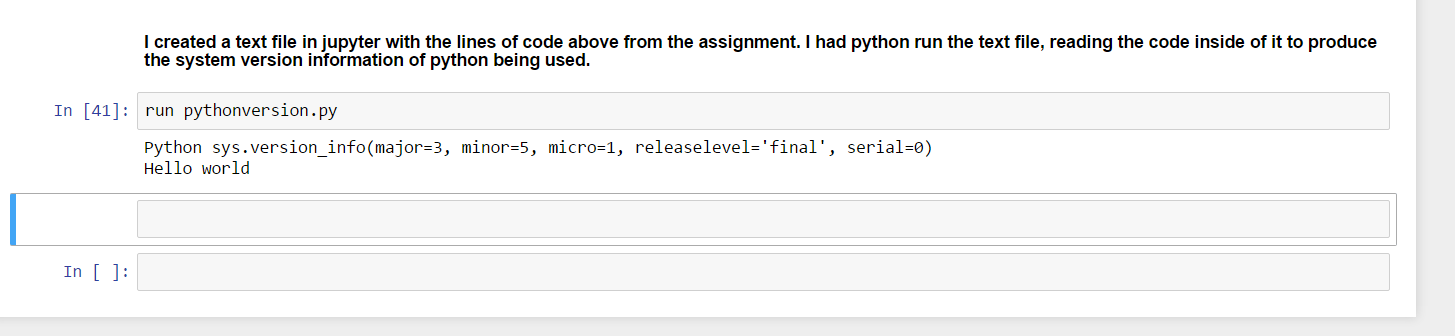 I created a text file in jupyter with the lines of code above from the assignment. I had python run the text file, reading the code inside of it to produce
the system version information of python being used.
In [41]: run pythonversion.py
Python sys.version_info(major=3, minor=5, micro=1, releaselevel='final', serial=0)
Hello world
In [ ]: